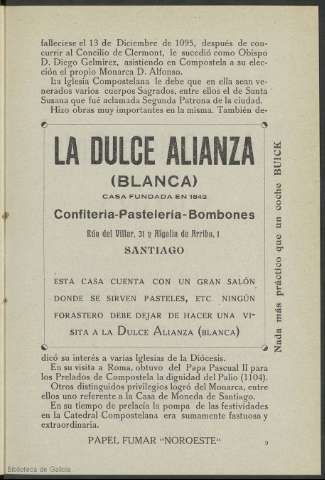 falleciese el 13 de Diciembre de 1095, después de con-
currir al Concilio de Clermont, le sucedió como Obispo
D. Diego Gelmirez, asistiendo en Compostela a su elec-
ción el propio Monarca D. Alfonso.
La Iglesia Compostelana le debe que en ella sean ve-
nerados varios cuerpos Sagrados, entre ellos el de Santa
Susana que fué aclamada Segunda Patrona de la ciudad.
Hizo obras muy importantes en la misma. También de-
LA DULCE ALIANZA
(BLANCA)
CASA FUNDADA EN 1842
Confitería-Pastelería-Bombones
Rúa del Villar, 31 y Algalia de Arriba, 1
SANTIAGO
ESTA CASA CUENTA CON UN GRAN SALÓN
DONDE SE SIRVEN PASTELES, ETC. NINGÚN
FORASTERO DEBE DEJAR DE HACER UNA VI-
SITA A LA DULCE ALIANZA (BLANCA)
Nada más práctico que un coche BUICK
dicó su interés a varias Iglesias de la Diócesis.
En su visita a Roma, obtuvo del Papa Pascual II para
los Prelados de Compostela la dignidad del Palio (1104).
Otros distinguidos privilegios logró del Monarca, entre
ellos uno referente a la Casa de Moneda de Santiago.
En su tiempo de prelacía la pompa de las festividades
en la Catedral Compostelana era sumamente fastuosa y
extraordinaria.
PAPEL FUMAR "NOROESTE"
9
Biblioteca de Galicia